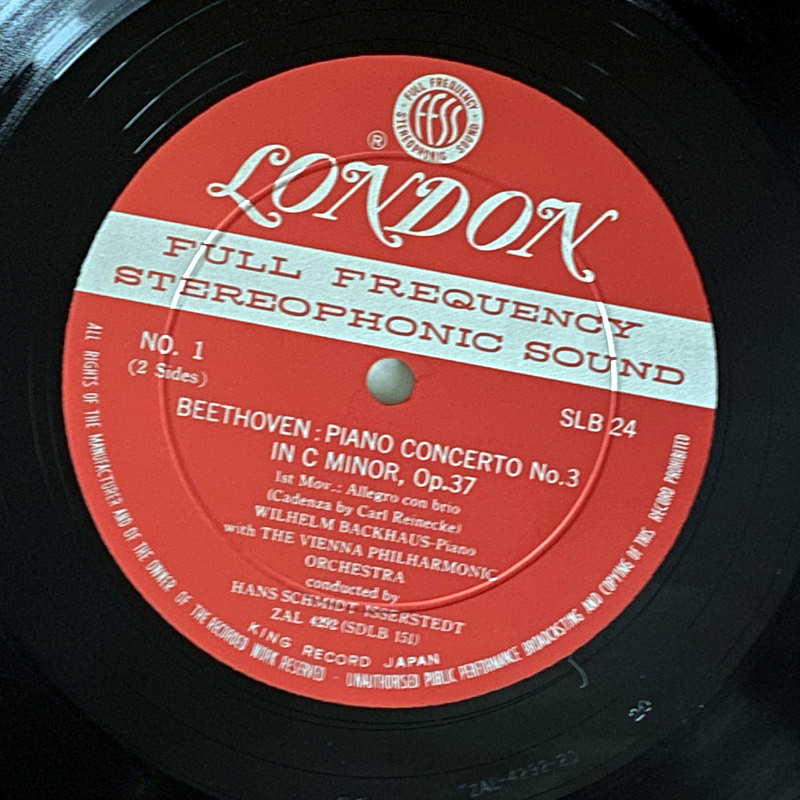 FULL FREQUENCY
FFSS
STEREOPHONIC SOUND
®
LONDON
FULL FREQUENCY
STEREOPHONIC SOUND
NO. 1
(2 Sides)
SLB 24
BEETHOVEN : PIANO CONCERTO No.3
IN C MINOR, Op.37
1st Mov.: Allegro con brio
(Cadenza by Carl Reinecke)
WILHELM BACKHAUS-Piano
with THE VIENNA PHILHARMONIC
ORCHESTRA
conducted by
HANS SCHMIDT ISSERSTEDT
ZAL 4292 (SDLB 151)
KING RECORD JAPAN
ALL RIGHTS OF THE MANUFACTURER AND OF THE OWNER OF THE RECORDED WORK RESERVED · UNAUTHORISED PUBLIC PERFORMANCE BROADCASTING AND COPYING OF THIS RECORD PROHIBITED